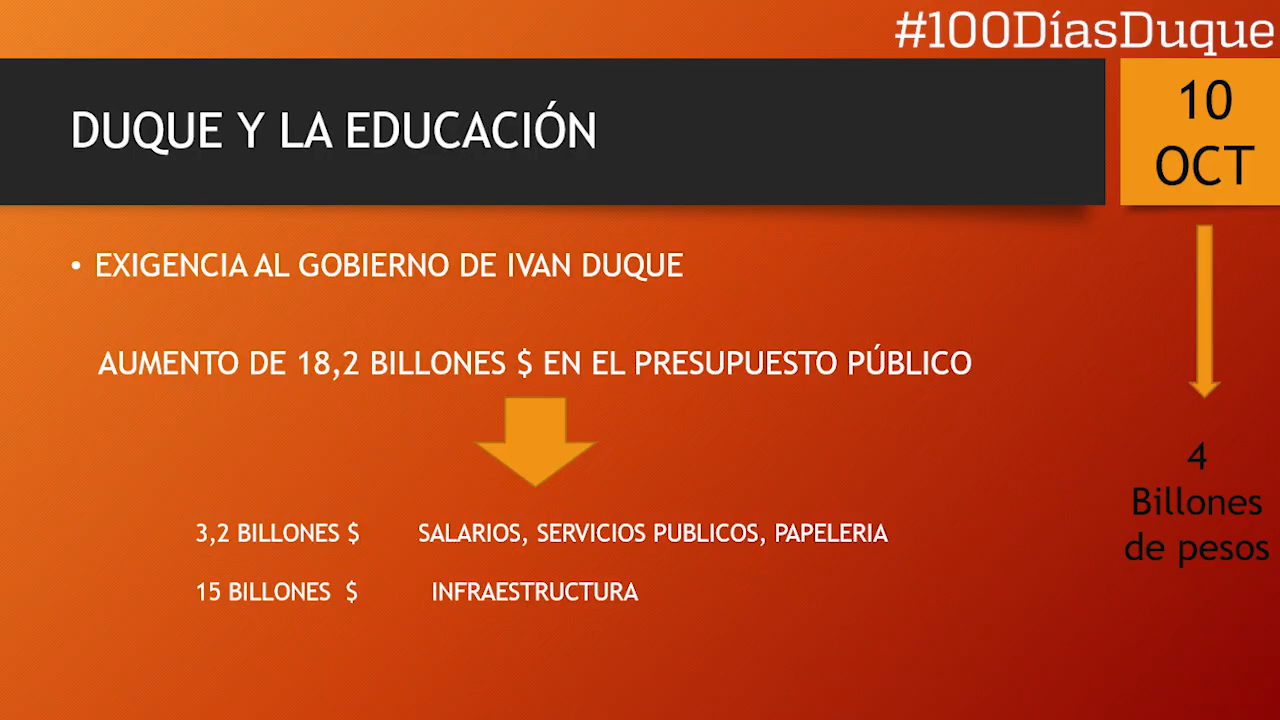 #100DíasDuque
DUQUE Y LA EDUCACIÓN
10
OCT
• EXIGENCIA AL GOBIERNO DE IVAN DUQUE
AUMENTO DE 18,2 BILLONES $ EN EL PRESUPUESTO PÚBLICO
3,2 BILLONES $ SALARIOS, SERVICIOS PUBLICOS, PAPELERIA
15 BILLONES $ INFRAESTRUCTURA
4
Billones
de pesos